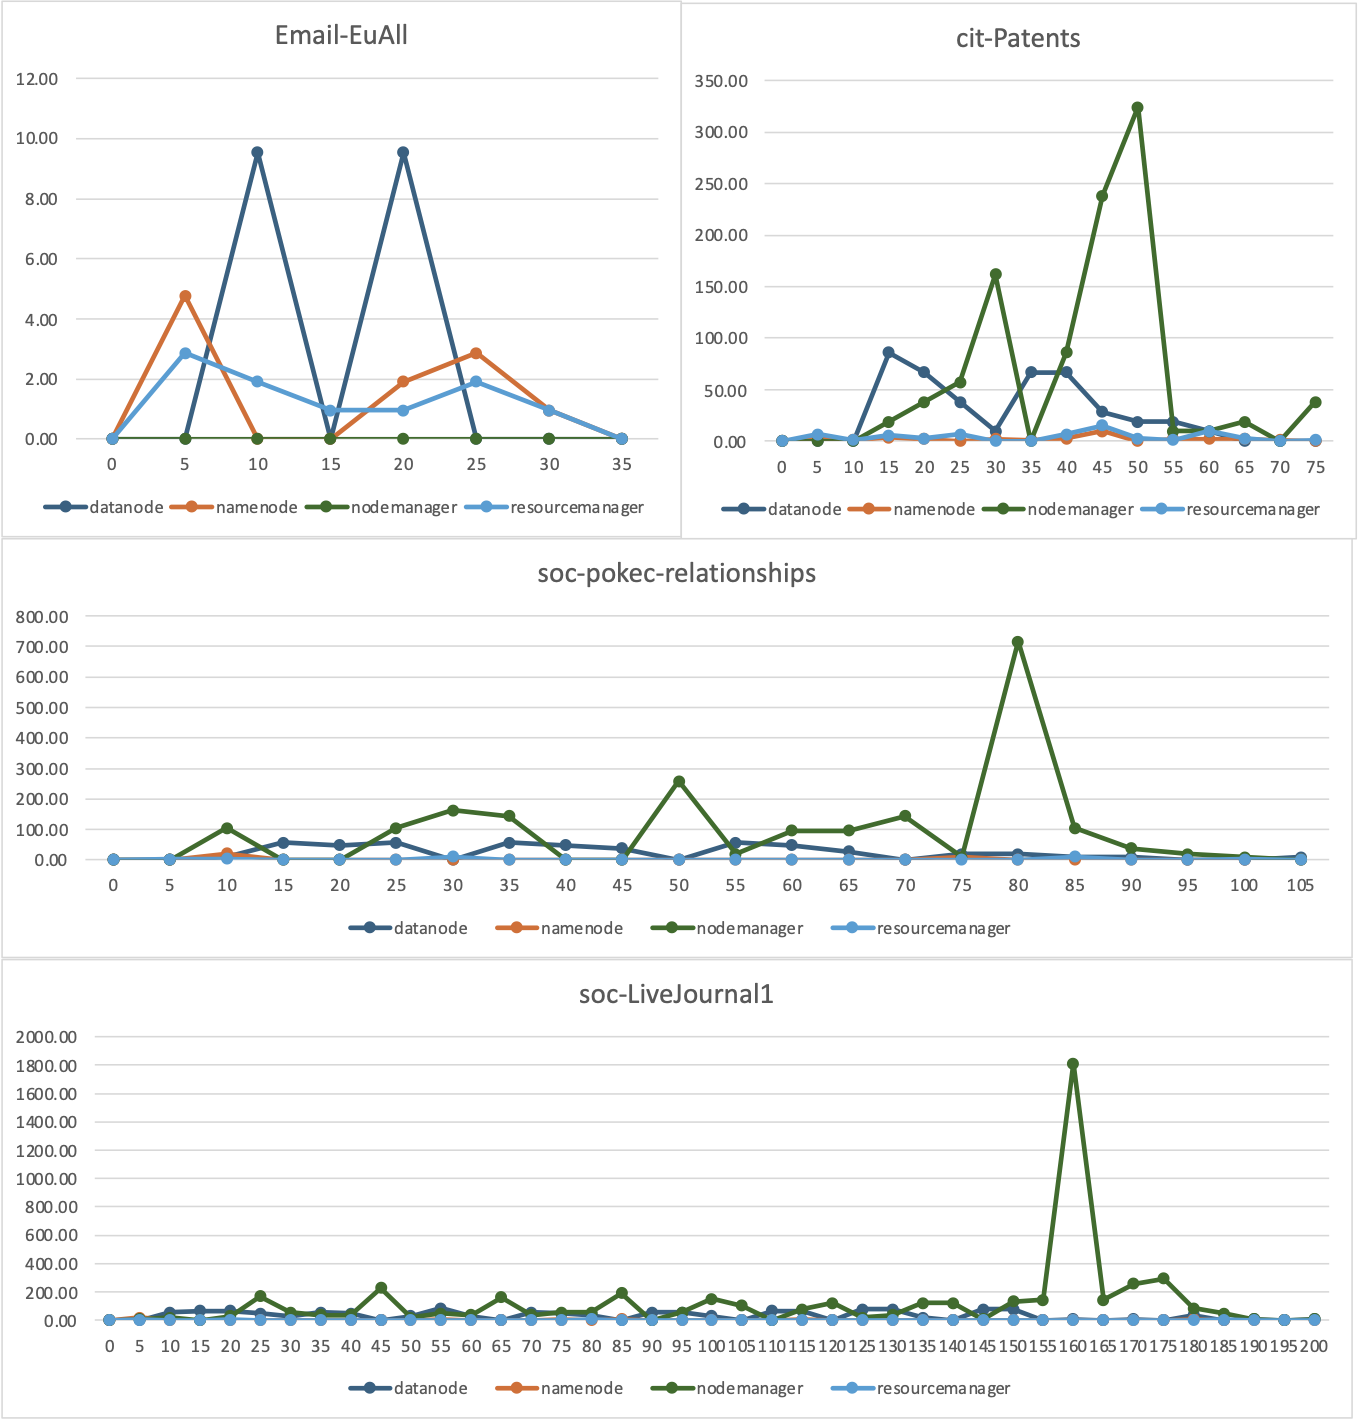 Email-EuAll
12.00
10.00
8.00
6.00
4.00
2.00
0.00
0 5 10 15 20 25 30 35
datanode namenode nodemanager resourcemanager
cit-Patents
350.00
300.00
250.00
200.00
150.00
100.00
50.00
0.00
0 5 10 15 20 25 30 35 40 45 50 55 60 65 70 75
datanode namenode nodemanager resourcemanager
soc-pokec-relationships
800.00
700.00
600.00
500.00
400.00
300.00
200.00
100.00
0.00
0 5 10 15 20 25 30 35 40 45 50 55 60 65 70 75 80 85 90 95 100 105
datanode namenode nodemanager resourcemanager
soc-LiveJournal1
2000.00
1800.00
1600.00
1400.00
1200.00
1000.00
800.00
600.00
400.00
200.00
0.00
0 5 10 15 20 25 30 35 40 45 50 55 60 65 70 75 80 85 90 95 100 105 110 115 120 125 130 135 140 145 150 155 160 165 170 175 180 185 190 195 200
datanode namenode nodemanager resourcemanager